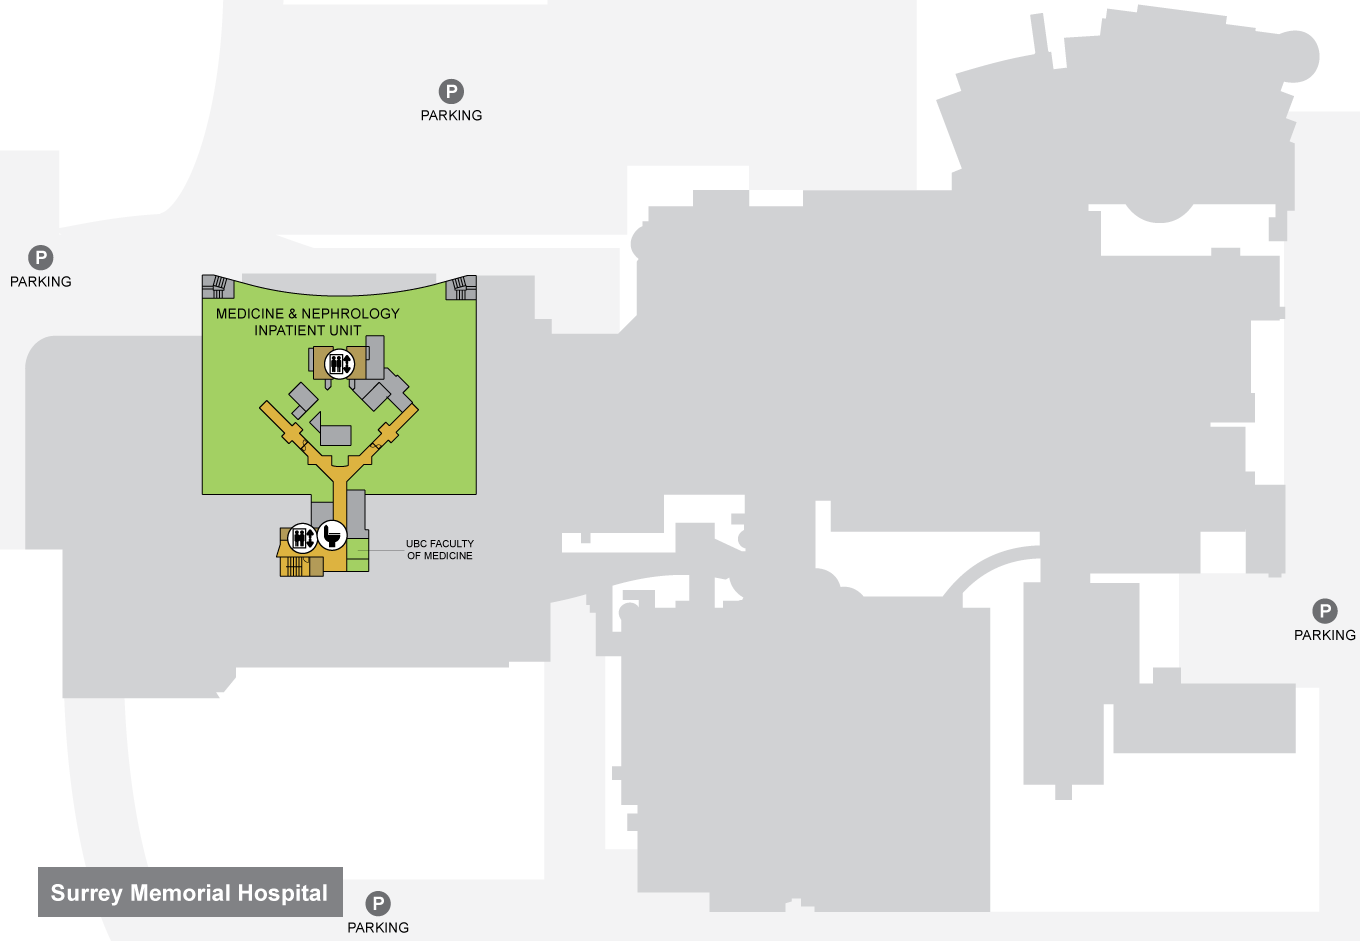 P
PARKING
P
PARKING
MEDICINE & NEPHROLOGY
INPATIENT UNIT
UBC FACULTY
OF MEDICINE
P
PARKING
Surrey Memorial Hospital
P
PARKING